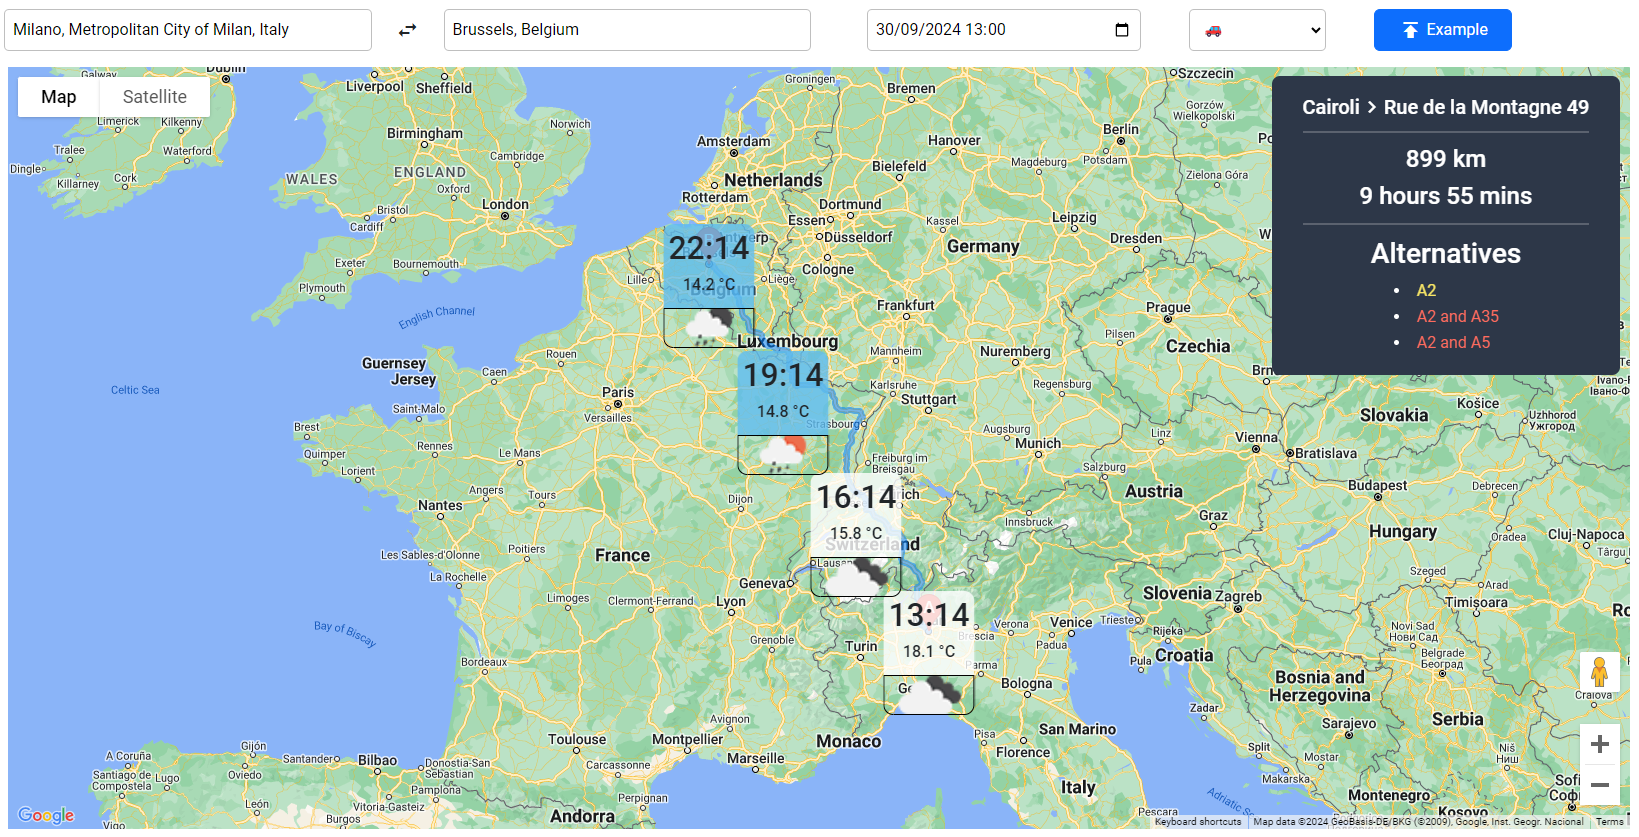 Milano, Metropolitan City of Milan, Italy
Brussels, Belgium
30/09/2024 13:00
Example
Map
Satellite
Cairoli > Rue de la Montagne 49
899 km
9 hours 55 mins
Alternatives
A2
A2 and A35
A2 and A5
22:14
14.2 °C
19:14
14.8 °C
16:14
15.8 °C
13:14
18.1 °C
Galway
Dublin
Liverpool
Sheffield
Groningen
Bremen
Szczecin
Limerick
Kilkenny
Norwich
Birmingham
Amsterdam
Hanover
Berlin
Gorzów
Wielkopolski
Tralee
Waterford
Cambridge
Netherlands
Bielefeld
Magdeburg
Potsdam
Dingle
Killarney
Cork
WALES
ENGLAND
Oxford
Rotterdam
Zielona Góra
London
Bristol
Cardiff
Dortmund
Essen
Düsseldorf
Kassel
Leipzig
Dresden
Germany
Exeter
Bournemouth
Plymouth
Lille
Belgium
Liège
Cologne
Frankfurt
Prague
Pilsen
Czechia
English Channel
Luxembourg
Mannheim
Nuremberg
Guernsey
Jersey
Rouen
Caen
Paris
Versailles
Karlsruhe
Stuttgart
Regensburg
Brn
Celtic Sea
Saint-Malo
Strasbourg
Slovakia
Košice
Uzhhorod
Ужгород
Brest
Quimper
Rennes
Le Mans
Lorient
Augsburg
Munich
Linz
Vienna
Bratislava
Freiburg im
Breisgau
Salzburg
Nantes
Angers
Tours
Dijon
Austria
Budapest
Debrecen
Innsbruck
Graz
Hungary
Oradea
Cluj-Napoca
Târgu
Les Sables-d'Olonne
Poitiers
France
Switzerland
La Rochelle
Geneva
Lausanne
Szeged
Arad
Limoges
Clermont-Ferrand
Lyon
Slovenia
Zagreb
Timișoara
Bay of Biscay
Grenoble
Turin
Brescia
Verona
Venice
Padua
Trieste
Rijeka
Novi Sad
Нови Сад
Belgrade
Београд
Bordeaux
Parma
Bologna
Pula
Croatia
Bosnia and
Herzegovina
Craiova
Avignon
Zadar
Sarajevo
Serbia
A Coruña
Gijón
Santander
Bilbao
Donostia-San
Sebastian
Toulouse
Montpellier
Monaco
Pisa
Florence
San Marino
Split
Mostar
Niš
Ниш
Santiago de
Compostela
Lugo
Oviedo
Marseille
Carcassonne
Makarska
Pamplona
Vitoria-Gasteiz
León
Burgos
Perpignan
Andorra
Italy
Adriatic
Montenegro
Vigo
Pescara
Kosovo
Google
Keyboard shortcuts
Map data ©2024 GeoBasis-DE/BKG (©2009), Google, Inst. Geogr. Nacional
Terms